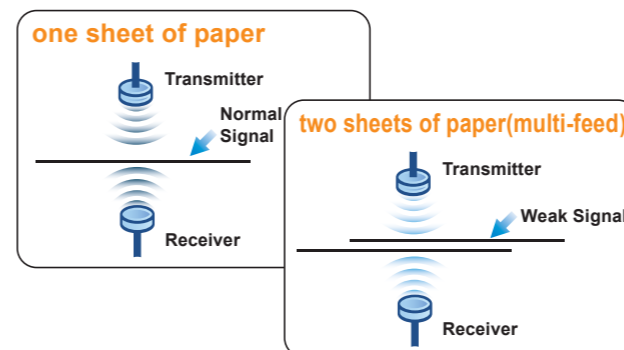 one sheet of paper
Transmitter
Normal
Signal
Receiver
two sheets of paper(multi-feed)
Transmitter
Weak Signal
Receiver